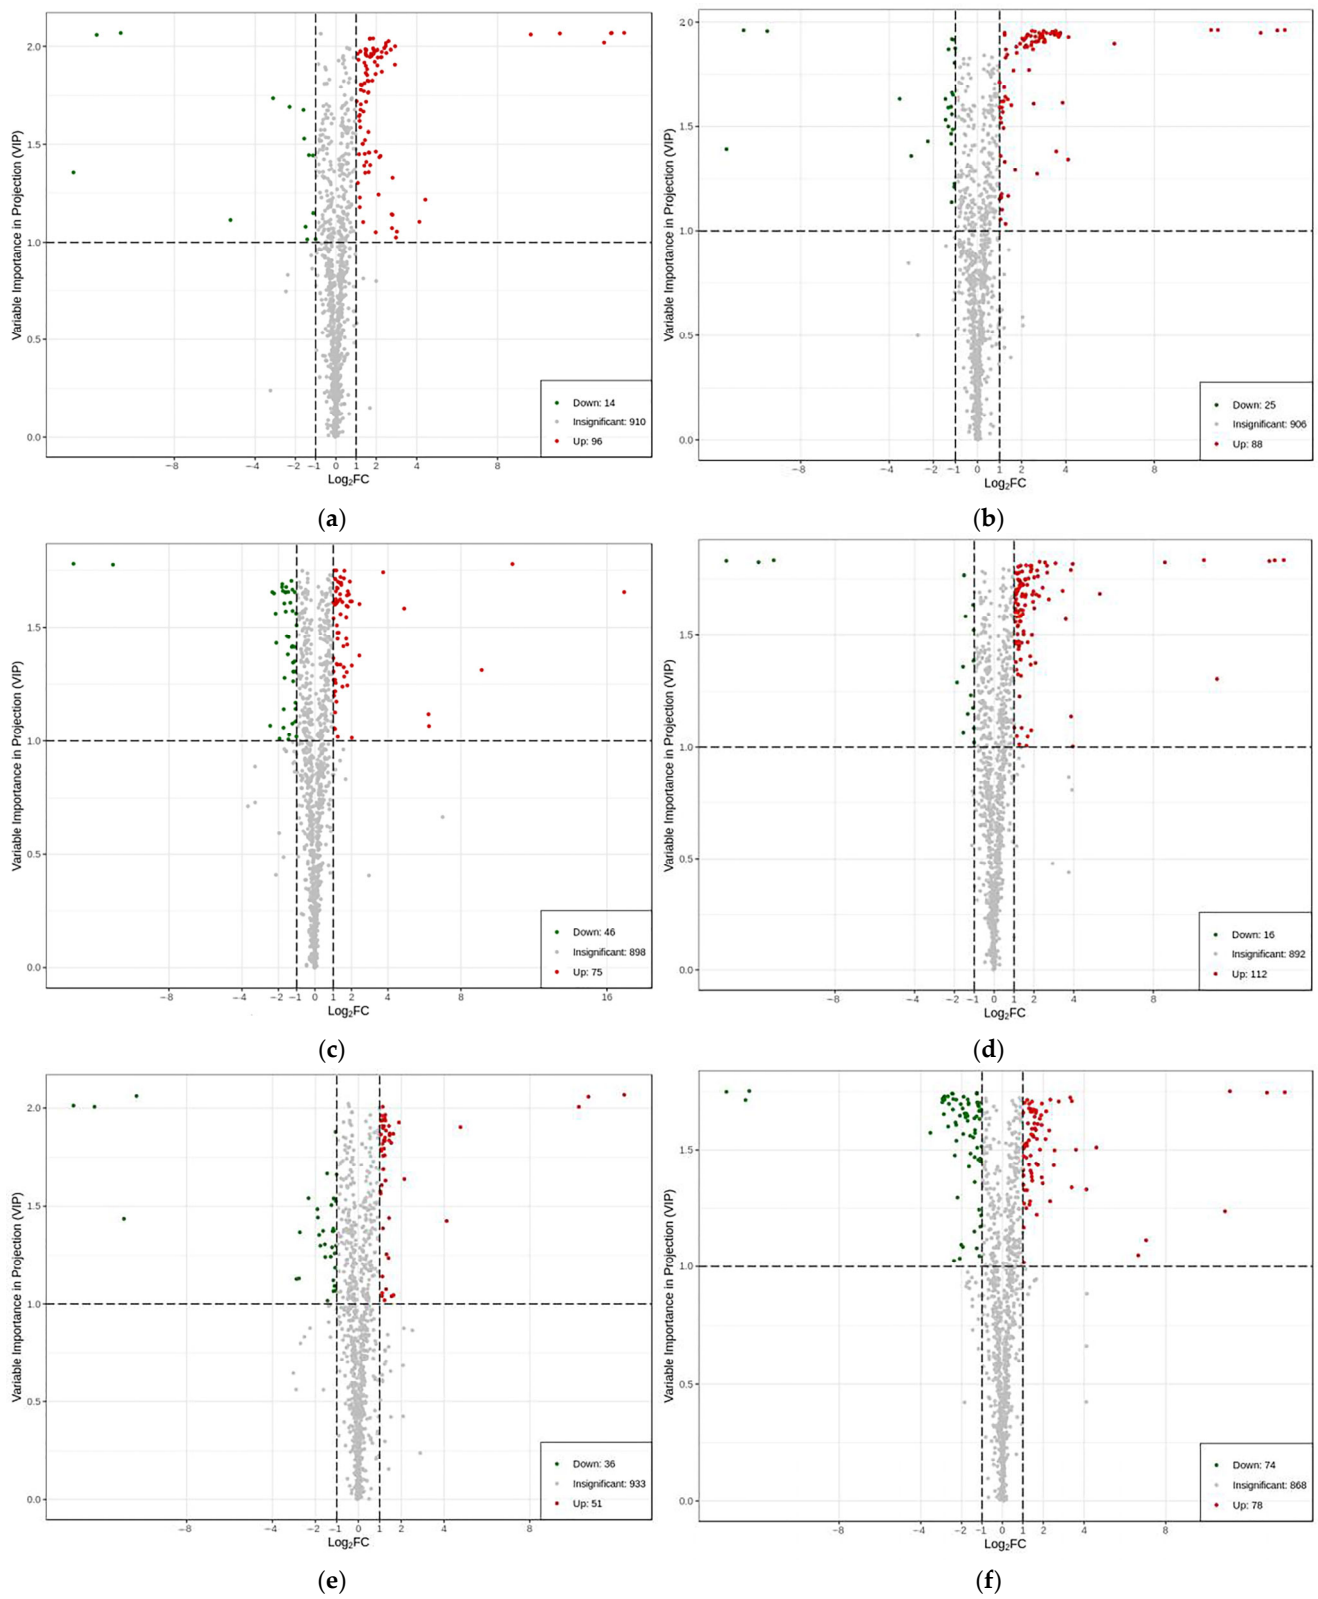 2.0
1.5
1.0
0.5
0.0
Variable Importance in Projection (VIP)
Down: 14
Insignificant: 910
Up: 96
−8 −4 −2 −1 0 1 2 4 8
Log₂FC
(a)
2.0
1.5
1.0
0.5
0.0
Variable Importance in Projection (VIP)
Down: 25
Insignificant: 906
Up: 88
−8 −4 −2 −1 0 1 2 4 8
Log₂FC
(b)
1.5
1.0
0.5
0.0
Variable Importance in Projection (VIP)
Down: 46
Insignificant: 898
Up: 75
−8 −4 −2 −1 0 1 2 4 8 16
Log₂FC
(c)
1.5
1.0
0.5
0.0
Variable Importance in Projection (VIP)
Down: 16
Insignificant: 892
Up: 112
−8 −4 −2 −1 0 1 2 4 8
Log₂FC
(d)
2.0
1.5
1.0
0.5
0.0
Variable Importance in Projection (VIP)
Down: 36
Insignificant: 933
Up: 51
−8 −4 −2 −1 0 1 2 8
Log₂FC
(e)
1.5
1.0
0.5
0.0
Variable Importance in Projection (VIP)
Down: 74
Insignificant: 868
Up: 78
−8 −4 −2 −1 0 1 2 4 8
Log₂FC
(f)